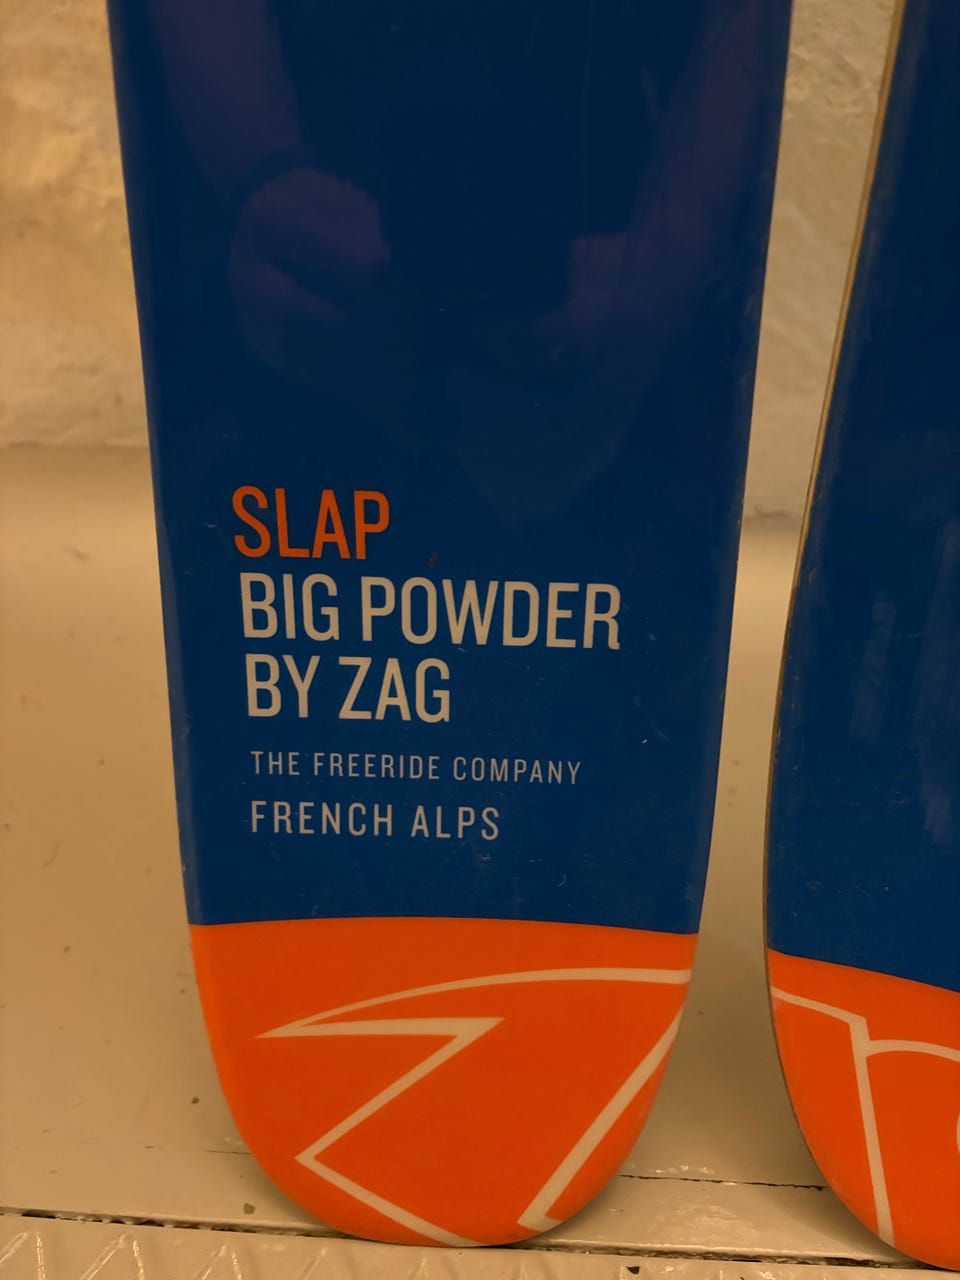 SLAP
BIG POWDER
BY ZAG
THE FREERIDE COMPANY
FRENCH ALPS